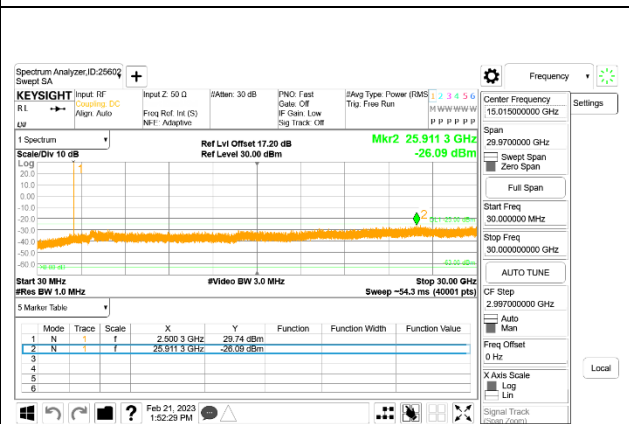 Spectrum Analyzer,ID:25602
Swept SA
Frequency
KEYSIGHT
RL
Input: RF
Coupling: DC
Align: Auto
Input Z: 50 Ω
Freq Ref: Int (S)
NFE: Adaptive
#Atten: 30 dB
PNO: Fast
Gate: Off
IF Gain: Low
Sig Track: Off
#Avg Type: Power (RMS
Trig: Free Run
1 2 3 4 5 6
M W W W W W
P P P P P P
Settings
1 Spectrum
Scale/Div 10 dB
Ref Lvl Offset 17.20 dB
Ref Level 30.00 dBm
Mkr2 25.911 3 GHz
-26.09 dBm
Log
20.0
10.0
0.00
-10.0
-20.0
-30.0
-40.0
-50.0
-60.0
1
2
Start 30 MHz
#Res BW 1.0 MHz
#Video BW 3.0 MHz
Stop 30.00 GHz
Sweep ~54.3 ms (40001 pts)
5 Marker Table
Mode Trace Scale X Y Function Function Width Function Value
1 N 1 f 2.500 3 GHz 29.74 dBm
2 N 1 f 25.911 3 GHz -26.09 dBm
3
4
5
6
Center Frequency
15.015000000 GHz
Span
29.9700000 GHz
Swept Span
Zero Span
Full Span
Start Freq
30.000000 MHz
Stop Freq
30.000000000 GHz
AUTO TUNE
CF Step
2.997000000 GHz
Auto
Man
Freq Offset
0 Hz
X Axis Scale
Log
Lin
Signal Track
(Span Zoom)
Local
Feb 21, 2023
1:52:29 PM